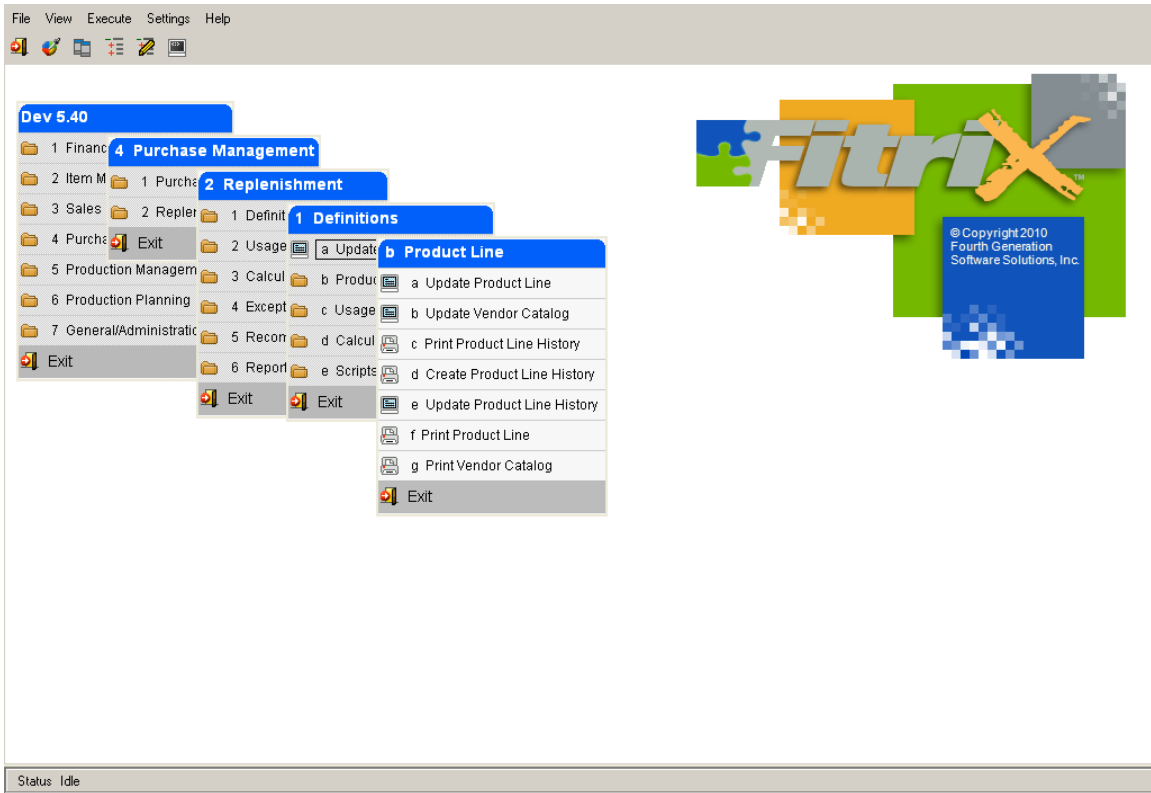 File View Execute Settings Help
Dev 5.40
1 Financ
2 Item M
3 Sales
4 Purcha
5 Production Managem
6 Production Planning
7 General/Administratic
Exit
4 Purchase Management
1 Purcha
2 Repler
Exit
2 Replenishment
1 Definit
2 Usage
3 Calcul
4 Except
5 Recom
6 Report
Exit
1 Definitions
a Update
b Produc
c Usage
d Calcul
e Scripts
Exit
b Product Line
a Update Product Line
b Update Vendor Catalog
c Print Product Line History
d Create Product Line History
e Update Product Line History
f Print Product Line
g Print Vendor Catalog
Exit
FitriX ™
© Copyright 2010
Fourth Generation
Software Solutions, Inc.
Status Idle